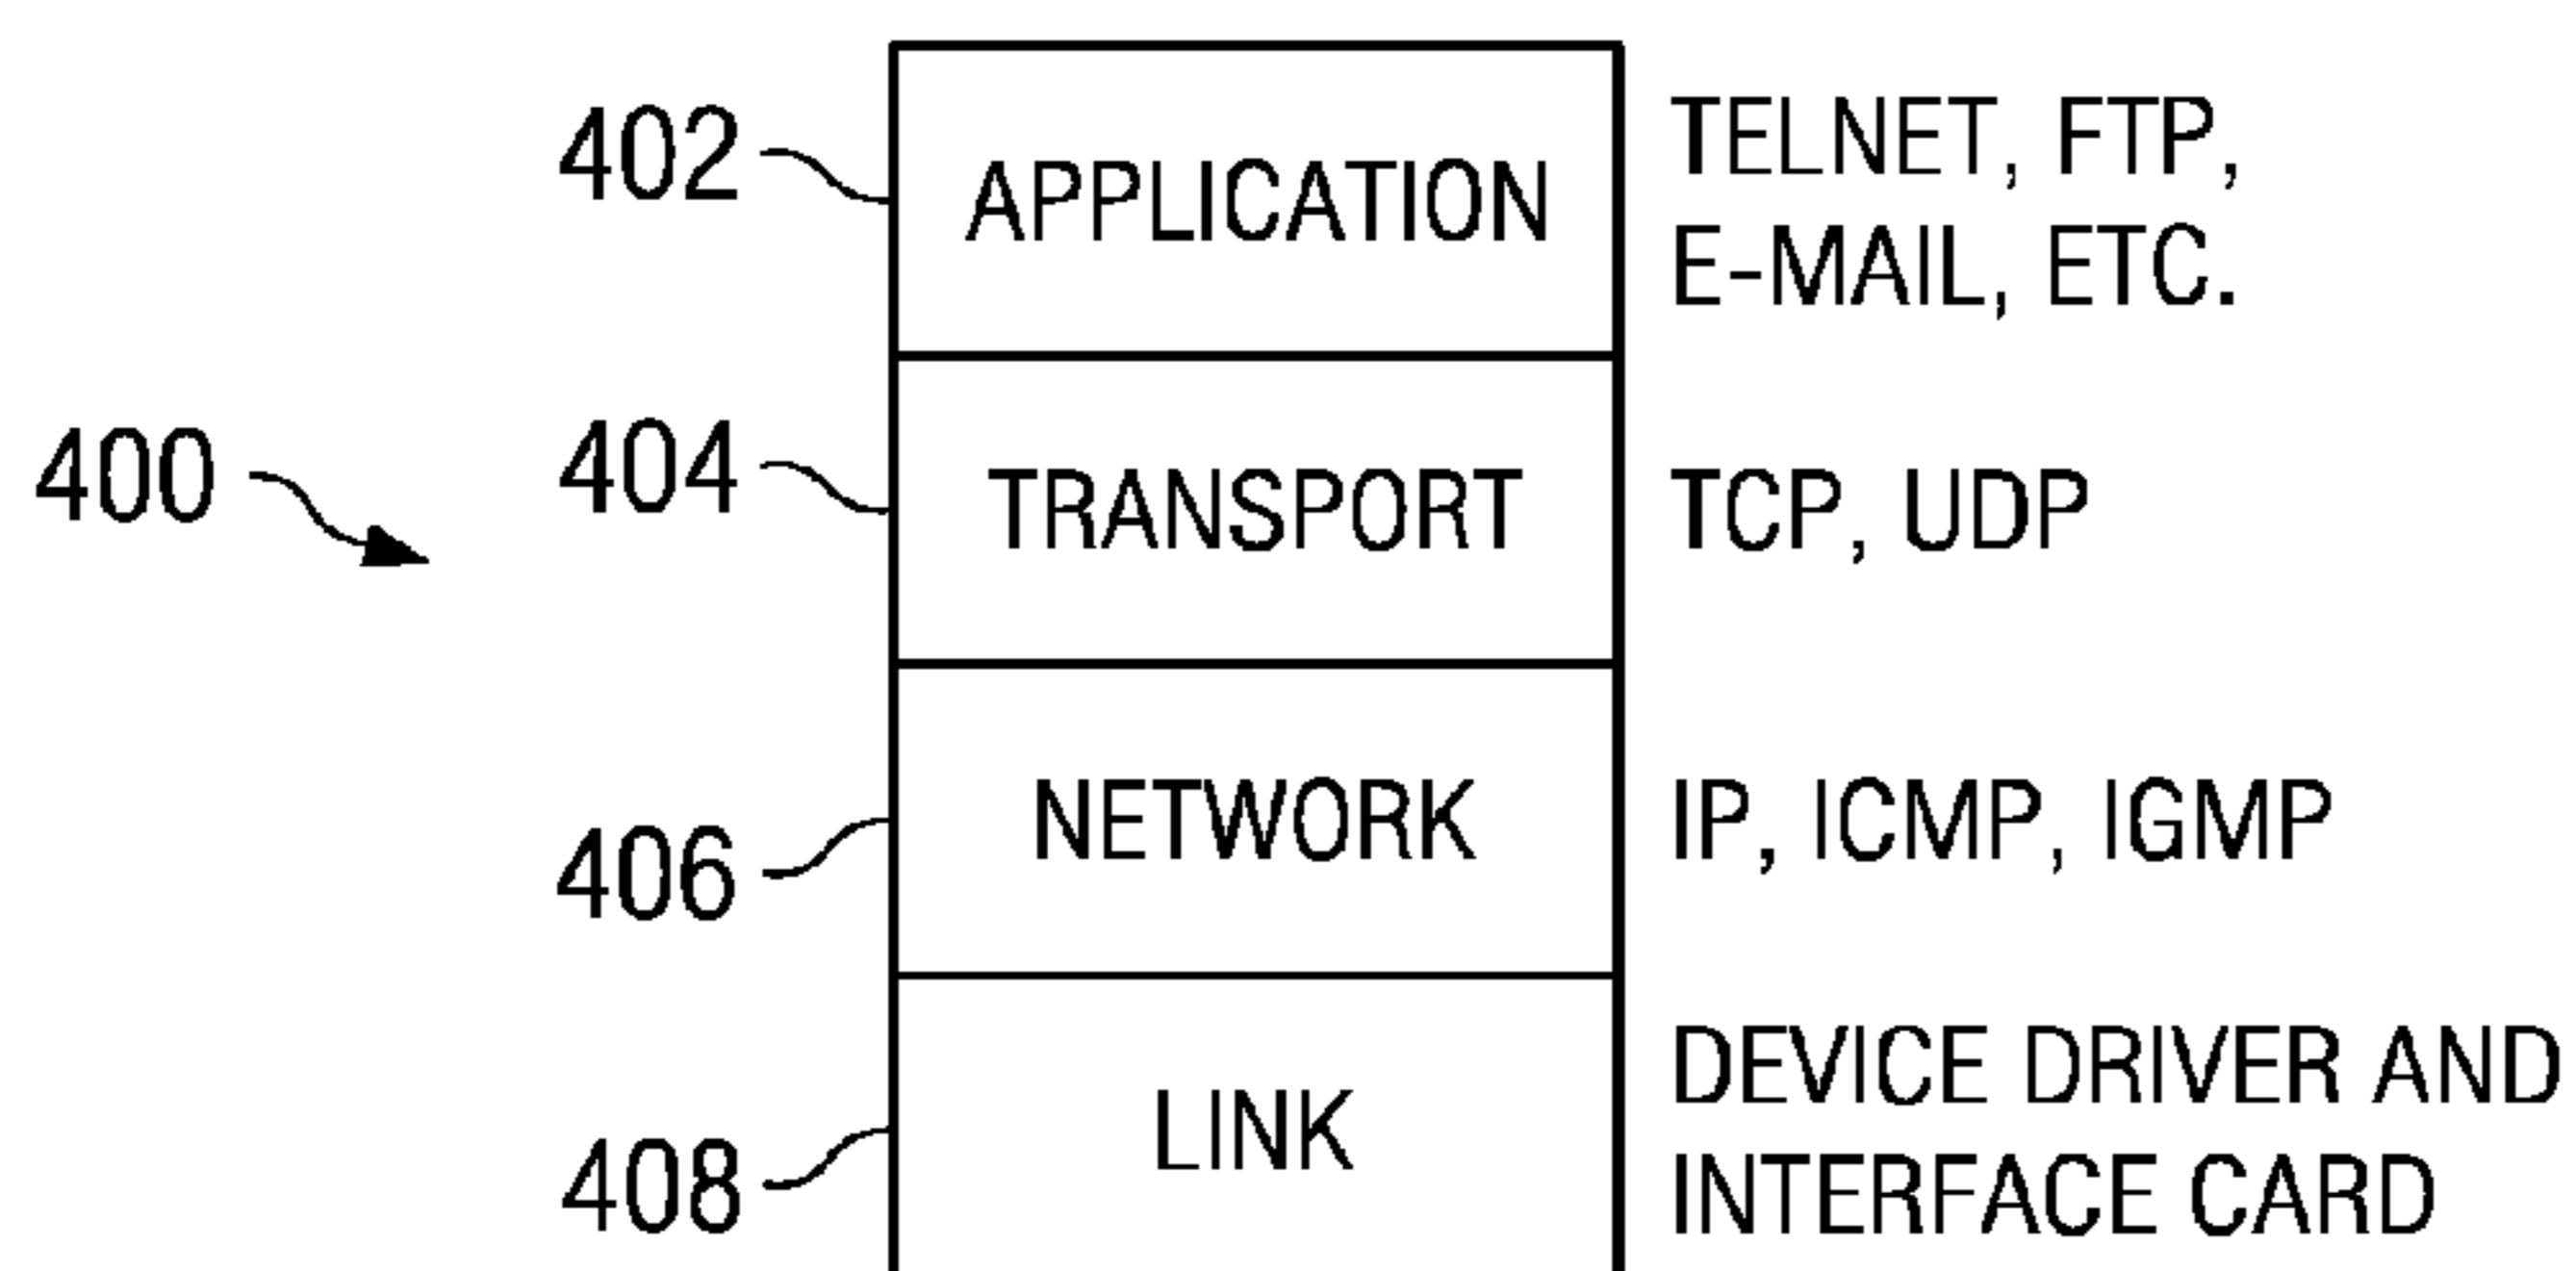 402
APPLICATION
TELNET, FTP,
E-MAIL, ETC.
400
404
TRANSPORT
TCP, UDP
406
NETWORK
IP, ICMP, IGMP
408
LINK
DEVICE DRIVER AND
INTERFACE CARD